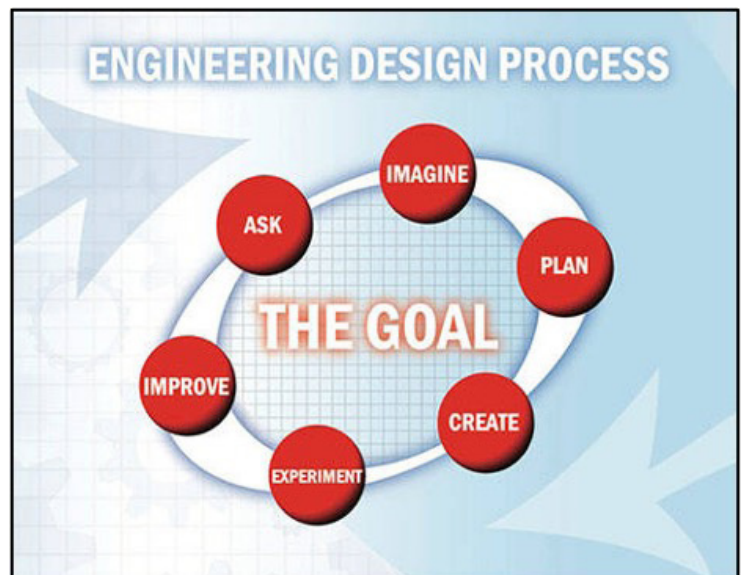 ENGINEERING DESIGN PROCESS
IMAGINE
ASK
PLAN
THE GOAL
IMPROVE
CREATE
EXPERIMENT